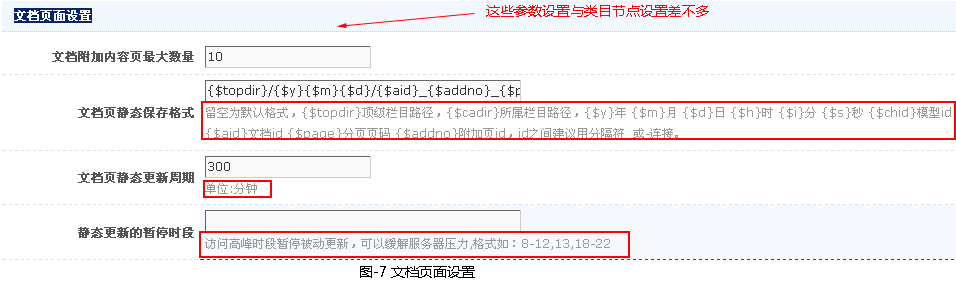 文档页面设置
这些参数设置与类目节点设置差不多
文档附加内容页最大数量 10
文档页静态保存格式 {$topdir}/{$y}{$m}{$d}/{$aid}_{$addno}_{$p
留空为默认格式，{$topdir}顶级栏目路径，{$cadir}所属栏目路径，{$y}年 {$m}月 {$d}日 {$h}时 {$i}分 {$s}秒 {$chid}模型id
{$aid}文档id {$page}分页页码 {$addno}附加页id，id之间建议用分隔符_或-连接。
文档页静态更新周期 300
单位:分钟
静态更新的暂停时段
访问高峰时段暂停被动更新，可以缓解服务器压力,格式如：8-12,13,18-22
图-7 文档页面设置